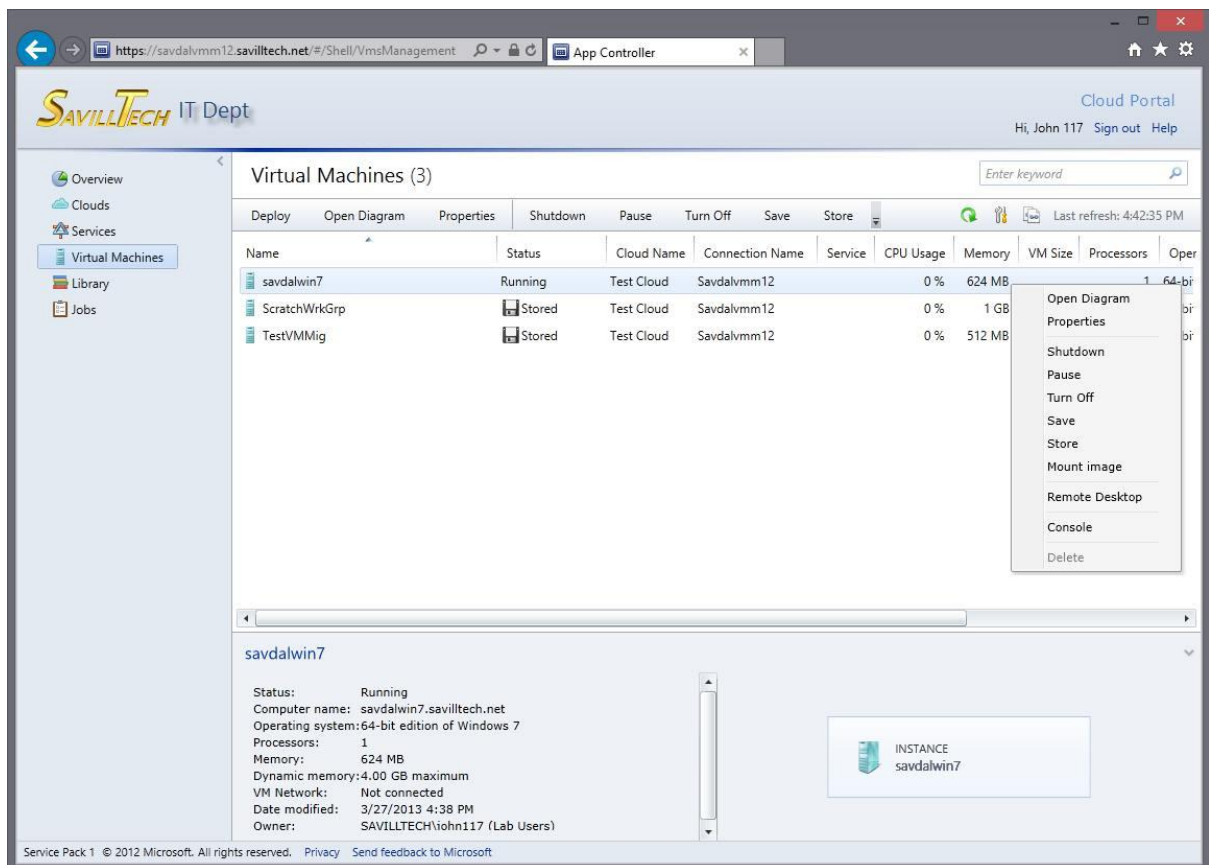 https://savdalvmm12.savilltech.net/#/Shell/VmsManagement
App Controller
SAVILLTECH IT Dept
Cloud Portal
Hi, John 117 Sign out Help
Overview
Clouds
Services
Virtual Machines
Library
Jobs
Virtual Machines (3)
Enter keyword
Deploy Open Diagram Properties Shutdown Pause Turn Off Save Store Last refresh: 4:42:35 PM
Name Status Cloud Name Connection Name Service CPU Usage Memory VM Size Processors Oper
savdalwin7 Running Test Cloud Savdalvmm12 0 % 624 MB 1 64-bi
ScratchWrkGrp Stored Test Cloud Savdalvmm12 0 % 1 GB bi
TestVMMig Stored Test Cloud Savdalvmm12 0 % 512 MB bi
Open Diagram
Properties
Shutdown
Pause
Turn Off
Save
Store
Mount image
Remote Desktop
Console
Delete
savdalwin7
Status: Running
Computer name: savdalwin7.savilltech.net
Operating system: 64-bit edition of Windows 7
Processors: 1
Memory: 624 MB
Dynamic memory: 4.00 GB maximum
VM Network: Not connected
Date modified: 3/27/2013 4:38 PM
Owner: SAVILLTECH\john117 (Lab Users)
INSTANCE
savdalwin7
Service Pack 1 © 2012 Microsoft. All rights reserved. Privacy Send feedback to Microsoft